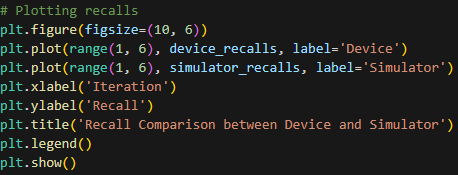 # Plotting recalls
plt.figure(figsize=(10, 6))
plt.plot(range(1, 6), device_recalls, label='Device')
plt.plot(range(1, 6), simulator_recalls, label='Simulator')
plt.xlabel('Iteration')
plt.ylabel('Recall')
plt.title('Recall Comparison between Device and Simulator')
plt.legend()
plt.show()